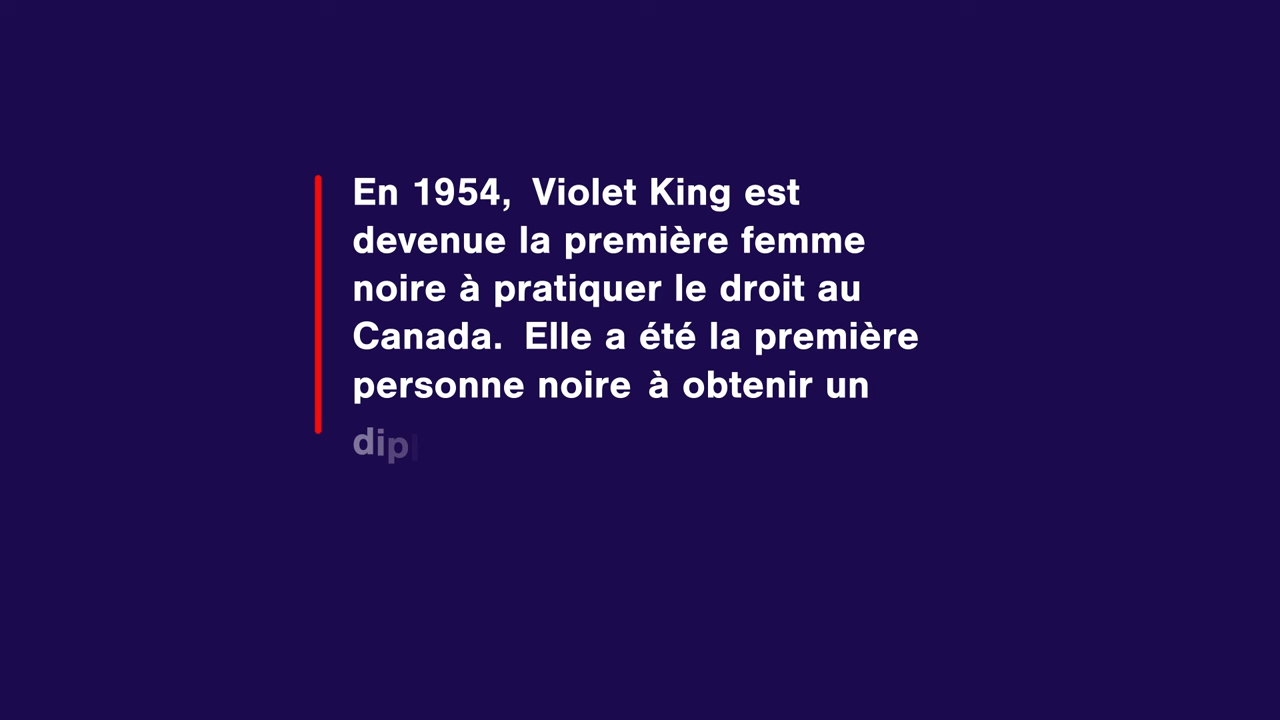 En 1954, Violet King est
devenue la première femme
noire à pratiquer le droit au
Canada. Elle a été la première
personne noire à obtenir un
dip